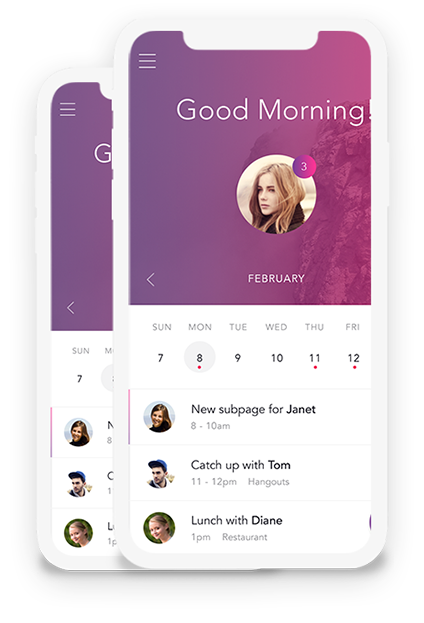 Good Morning!
3
FEBRUARY
SUN MON TUE WED THU FRI
7 8 9 10 11 12
New subpage for Janet
8 - 10am
Catch up with Tom
11 - 12pm Hangouts
Lunch with Diane
1pm Restaurant
G
SUN
7